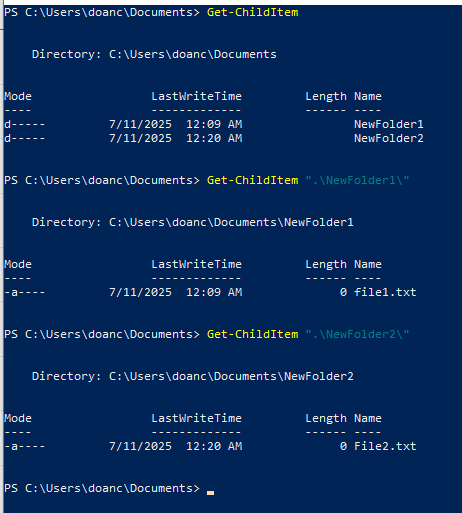 PS C:\Users\doanc\Documents> Get-ChildItem
Directory: C:\Users\doanc\Documents
Mode LastWriteTime Length Name
---- ------------- ------ ----
d----- 7/11/2025 12:09 AM NewFolder1
d----- 7/11/2025 12:20 AM NewFolder2
PS C:\Users\doanc\Documents> Get-ChildItem ".\NewFolder1\"
Directory: C:\Users\doanc\Documents\NewFolder1
Mode LastWriteTime Length Name
---- ------------- ------ ----
-a---- 7/11/2025 12:09 AM 0 file1.txt
PS C:\Users\doanc\Documents> Get-ChildItem ".\NewFolder2\"
Directory: C:\Users\doanc\Documents\NewFolder2
Mode LastWriteTime Length Name
---- ------------- ------ ----
-a---- 7/11/2025 12:20 AM 0 File2.txt
PS C:\Users\doanc\Documents>